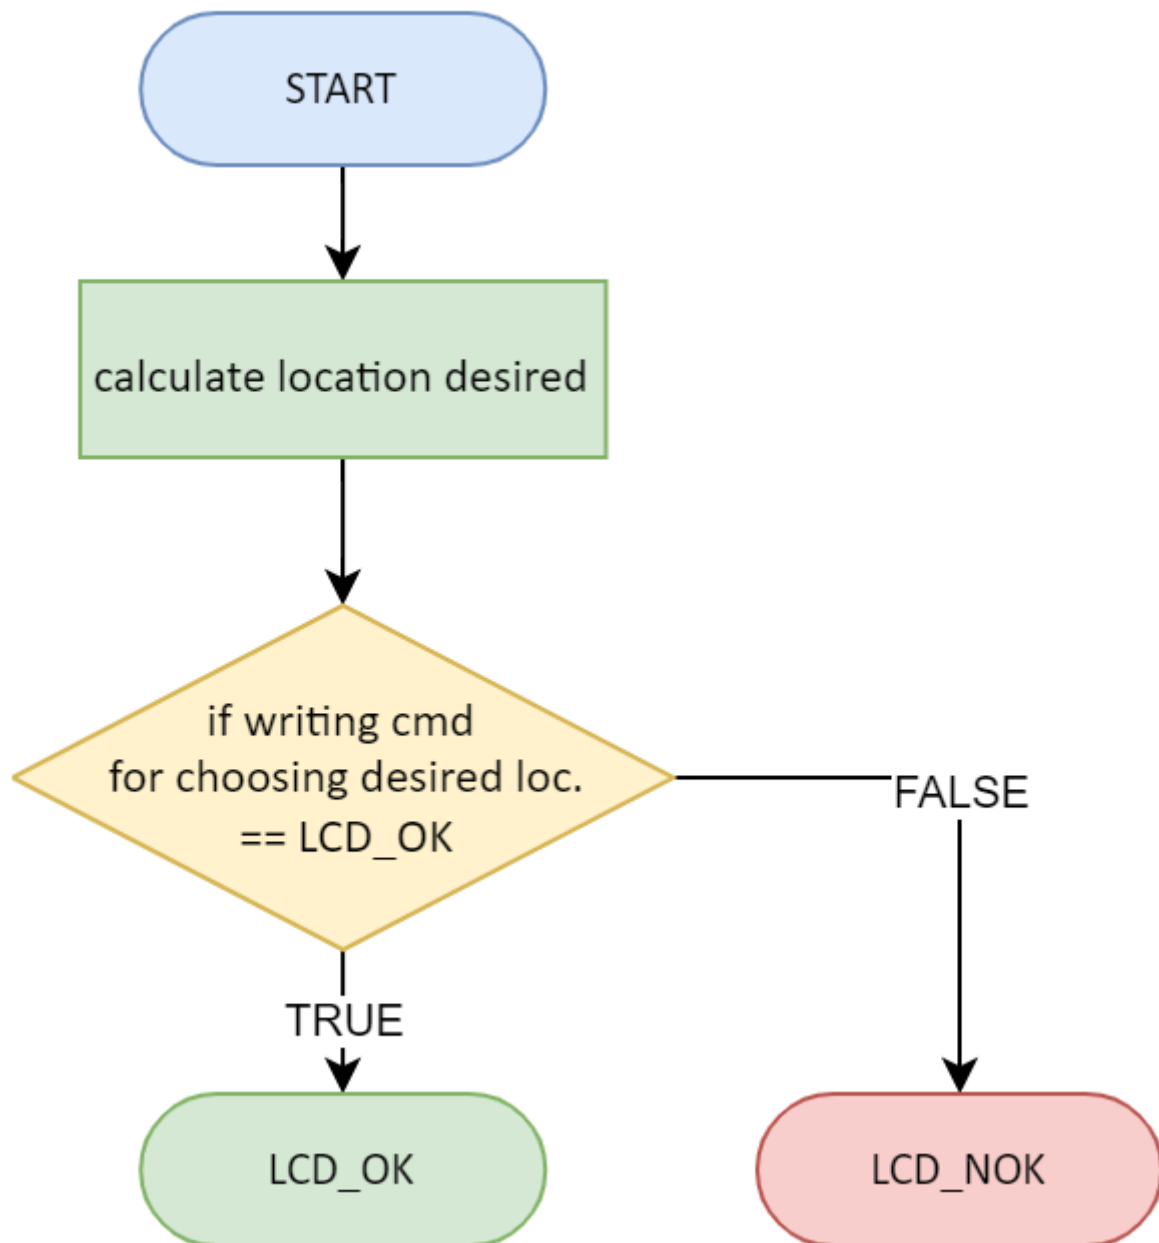 START
calculate location desired
if writing cmd
for choosing desired loc.
== LCD_OK
FALSE
TRUE
LCD_OK
LCD_NOK